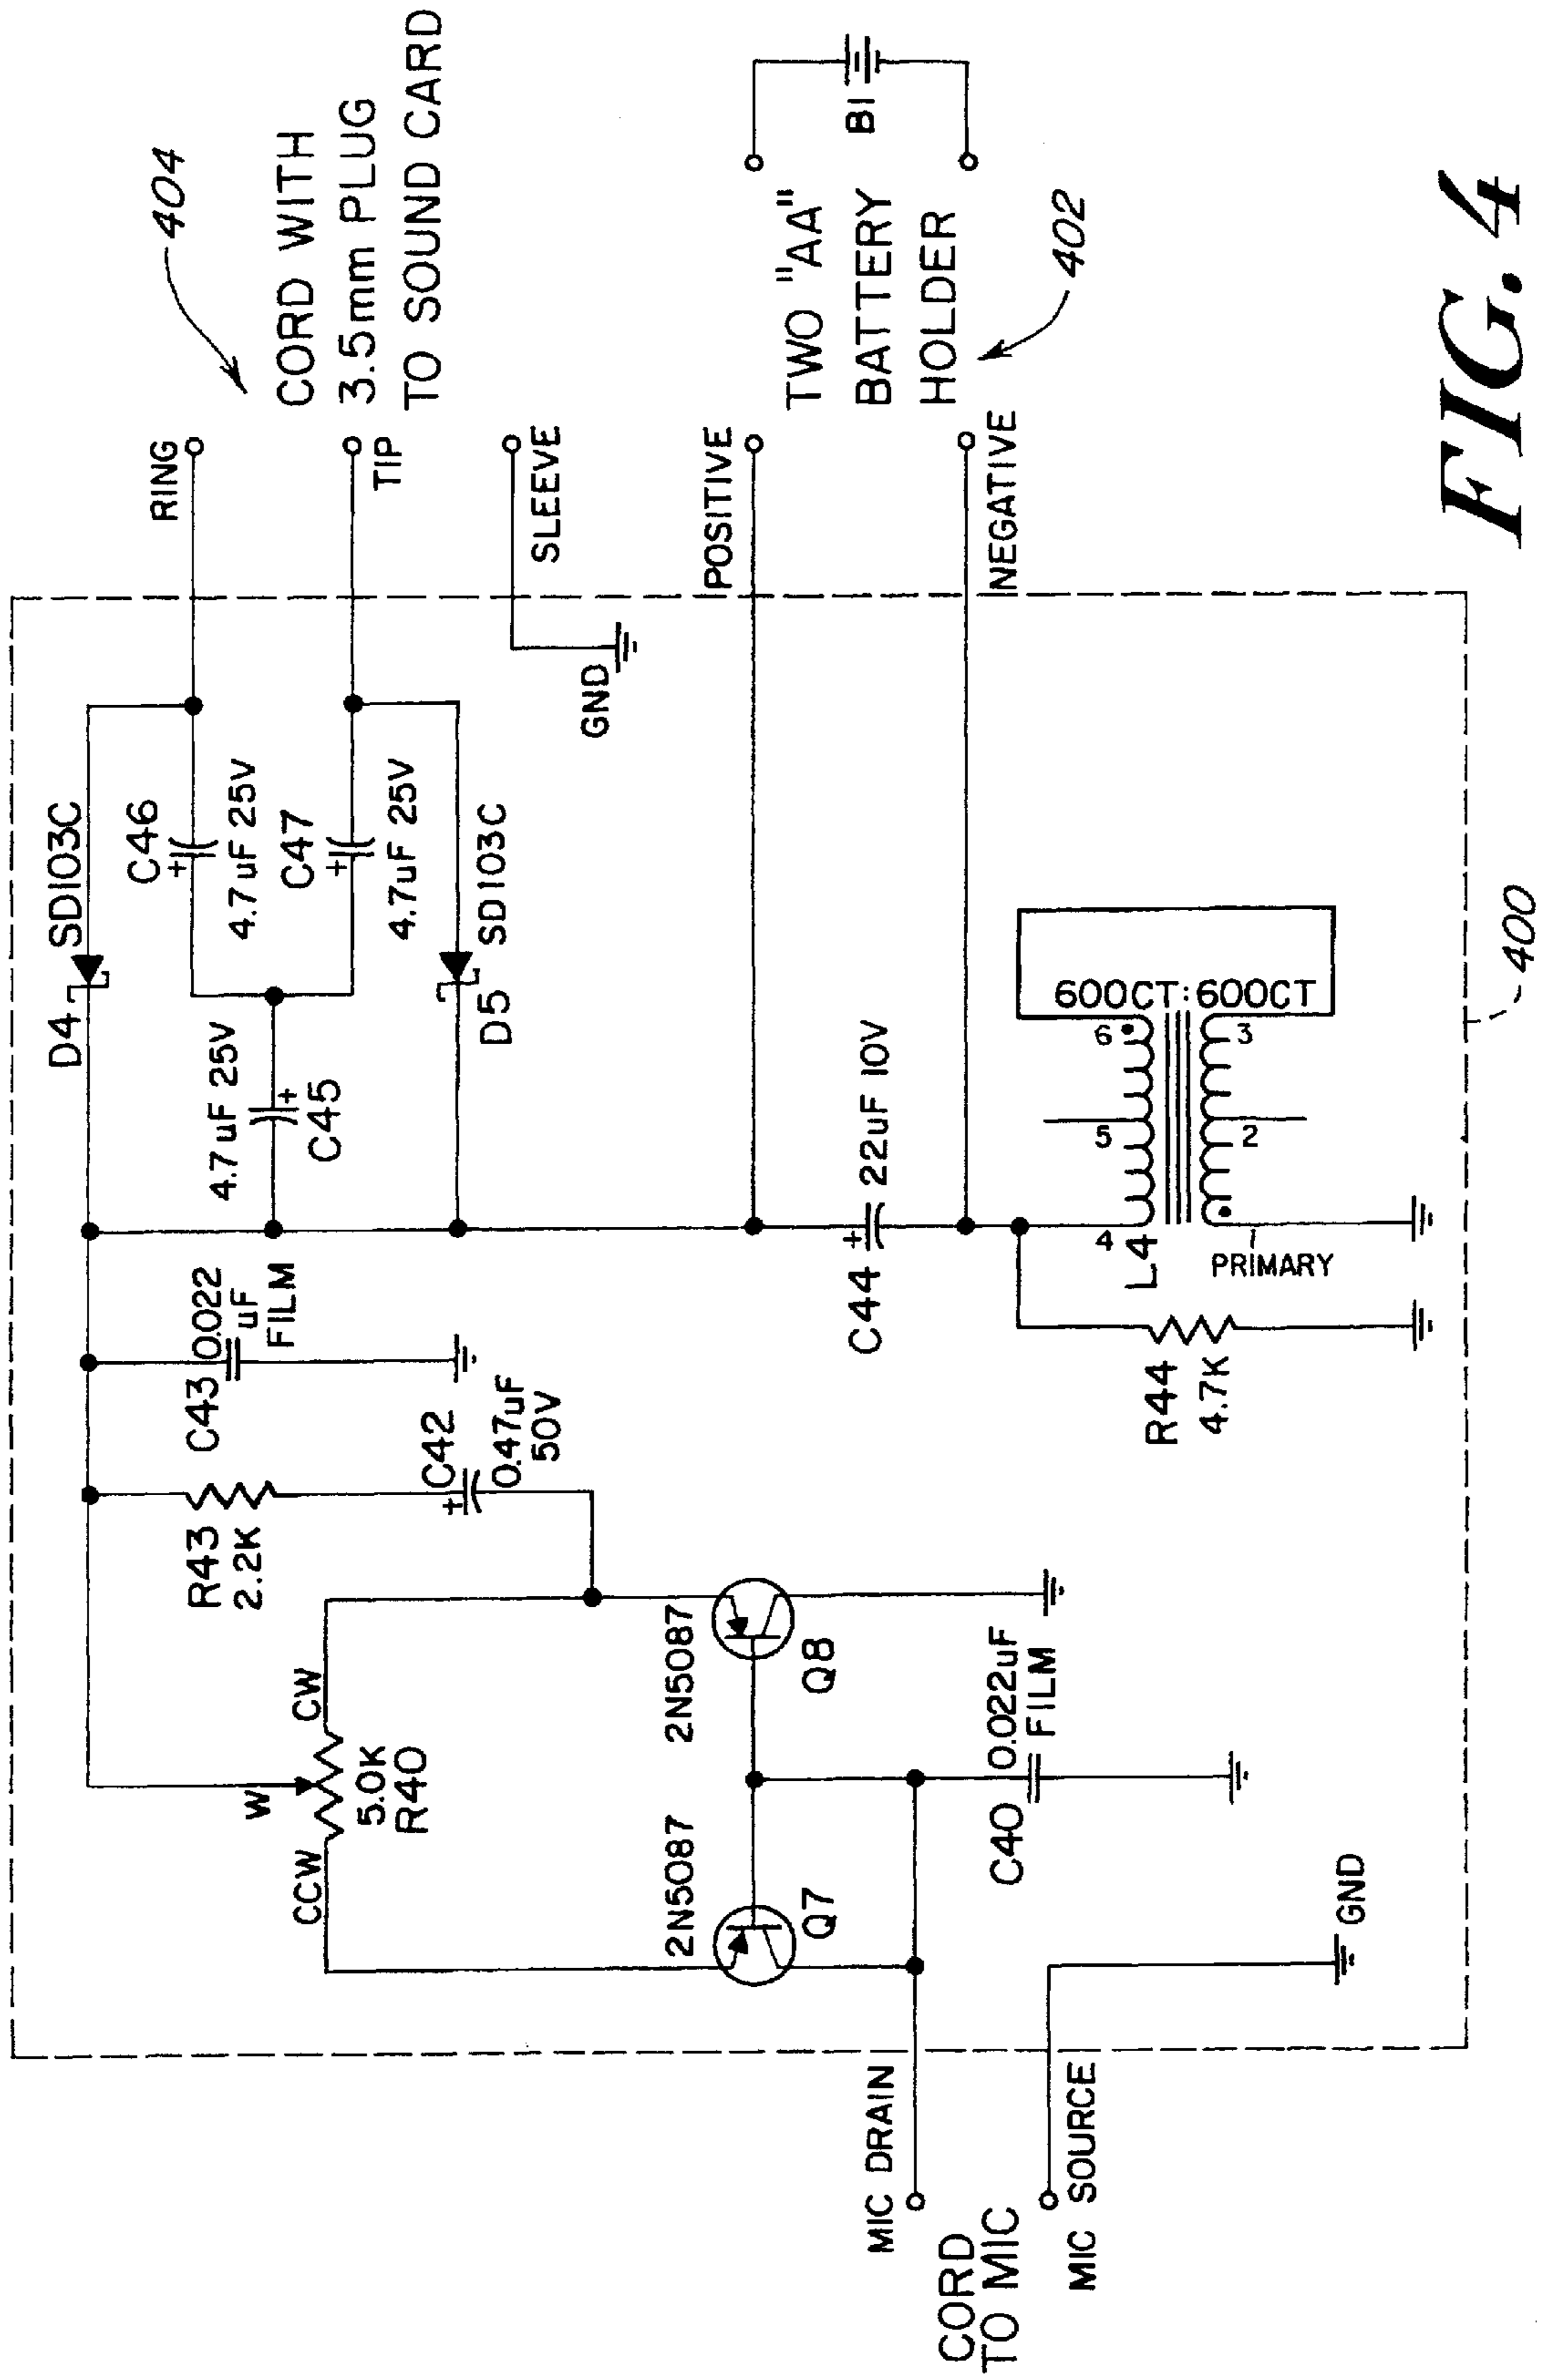 404
CORD WITH
3.5mm PLUG
TO SOUND CARD
RING
TIP
SLEEVE
GND
D4
SD103C
C46
+
4.7uF 25V
C47
+
4.7uF 25V
4.7uF 25V
+
C45
D5
SD103C
POSITIVE
NEGATIVE
TWO "AA"
BATTERY
HOLDER
B1
402
C43
0.022
uF
FILM
R43
2.2K
C42
+
0.47uF
50V
W
CCW
CW
5.0K
R40
2N5087
Q7
2N5087
Q8
C40
0.022uF
FILM
C44
+
22uF 10V
R44
4.7K
L4
600CT:600CT
4
5
6
3
2
PRIMARY
MIC DRAIN
CORD
TO MIC
MIC SOURCE
GND
400
FIG. 4